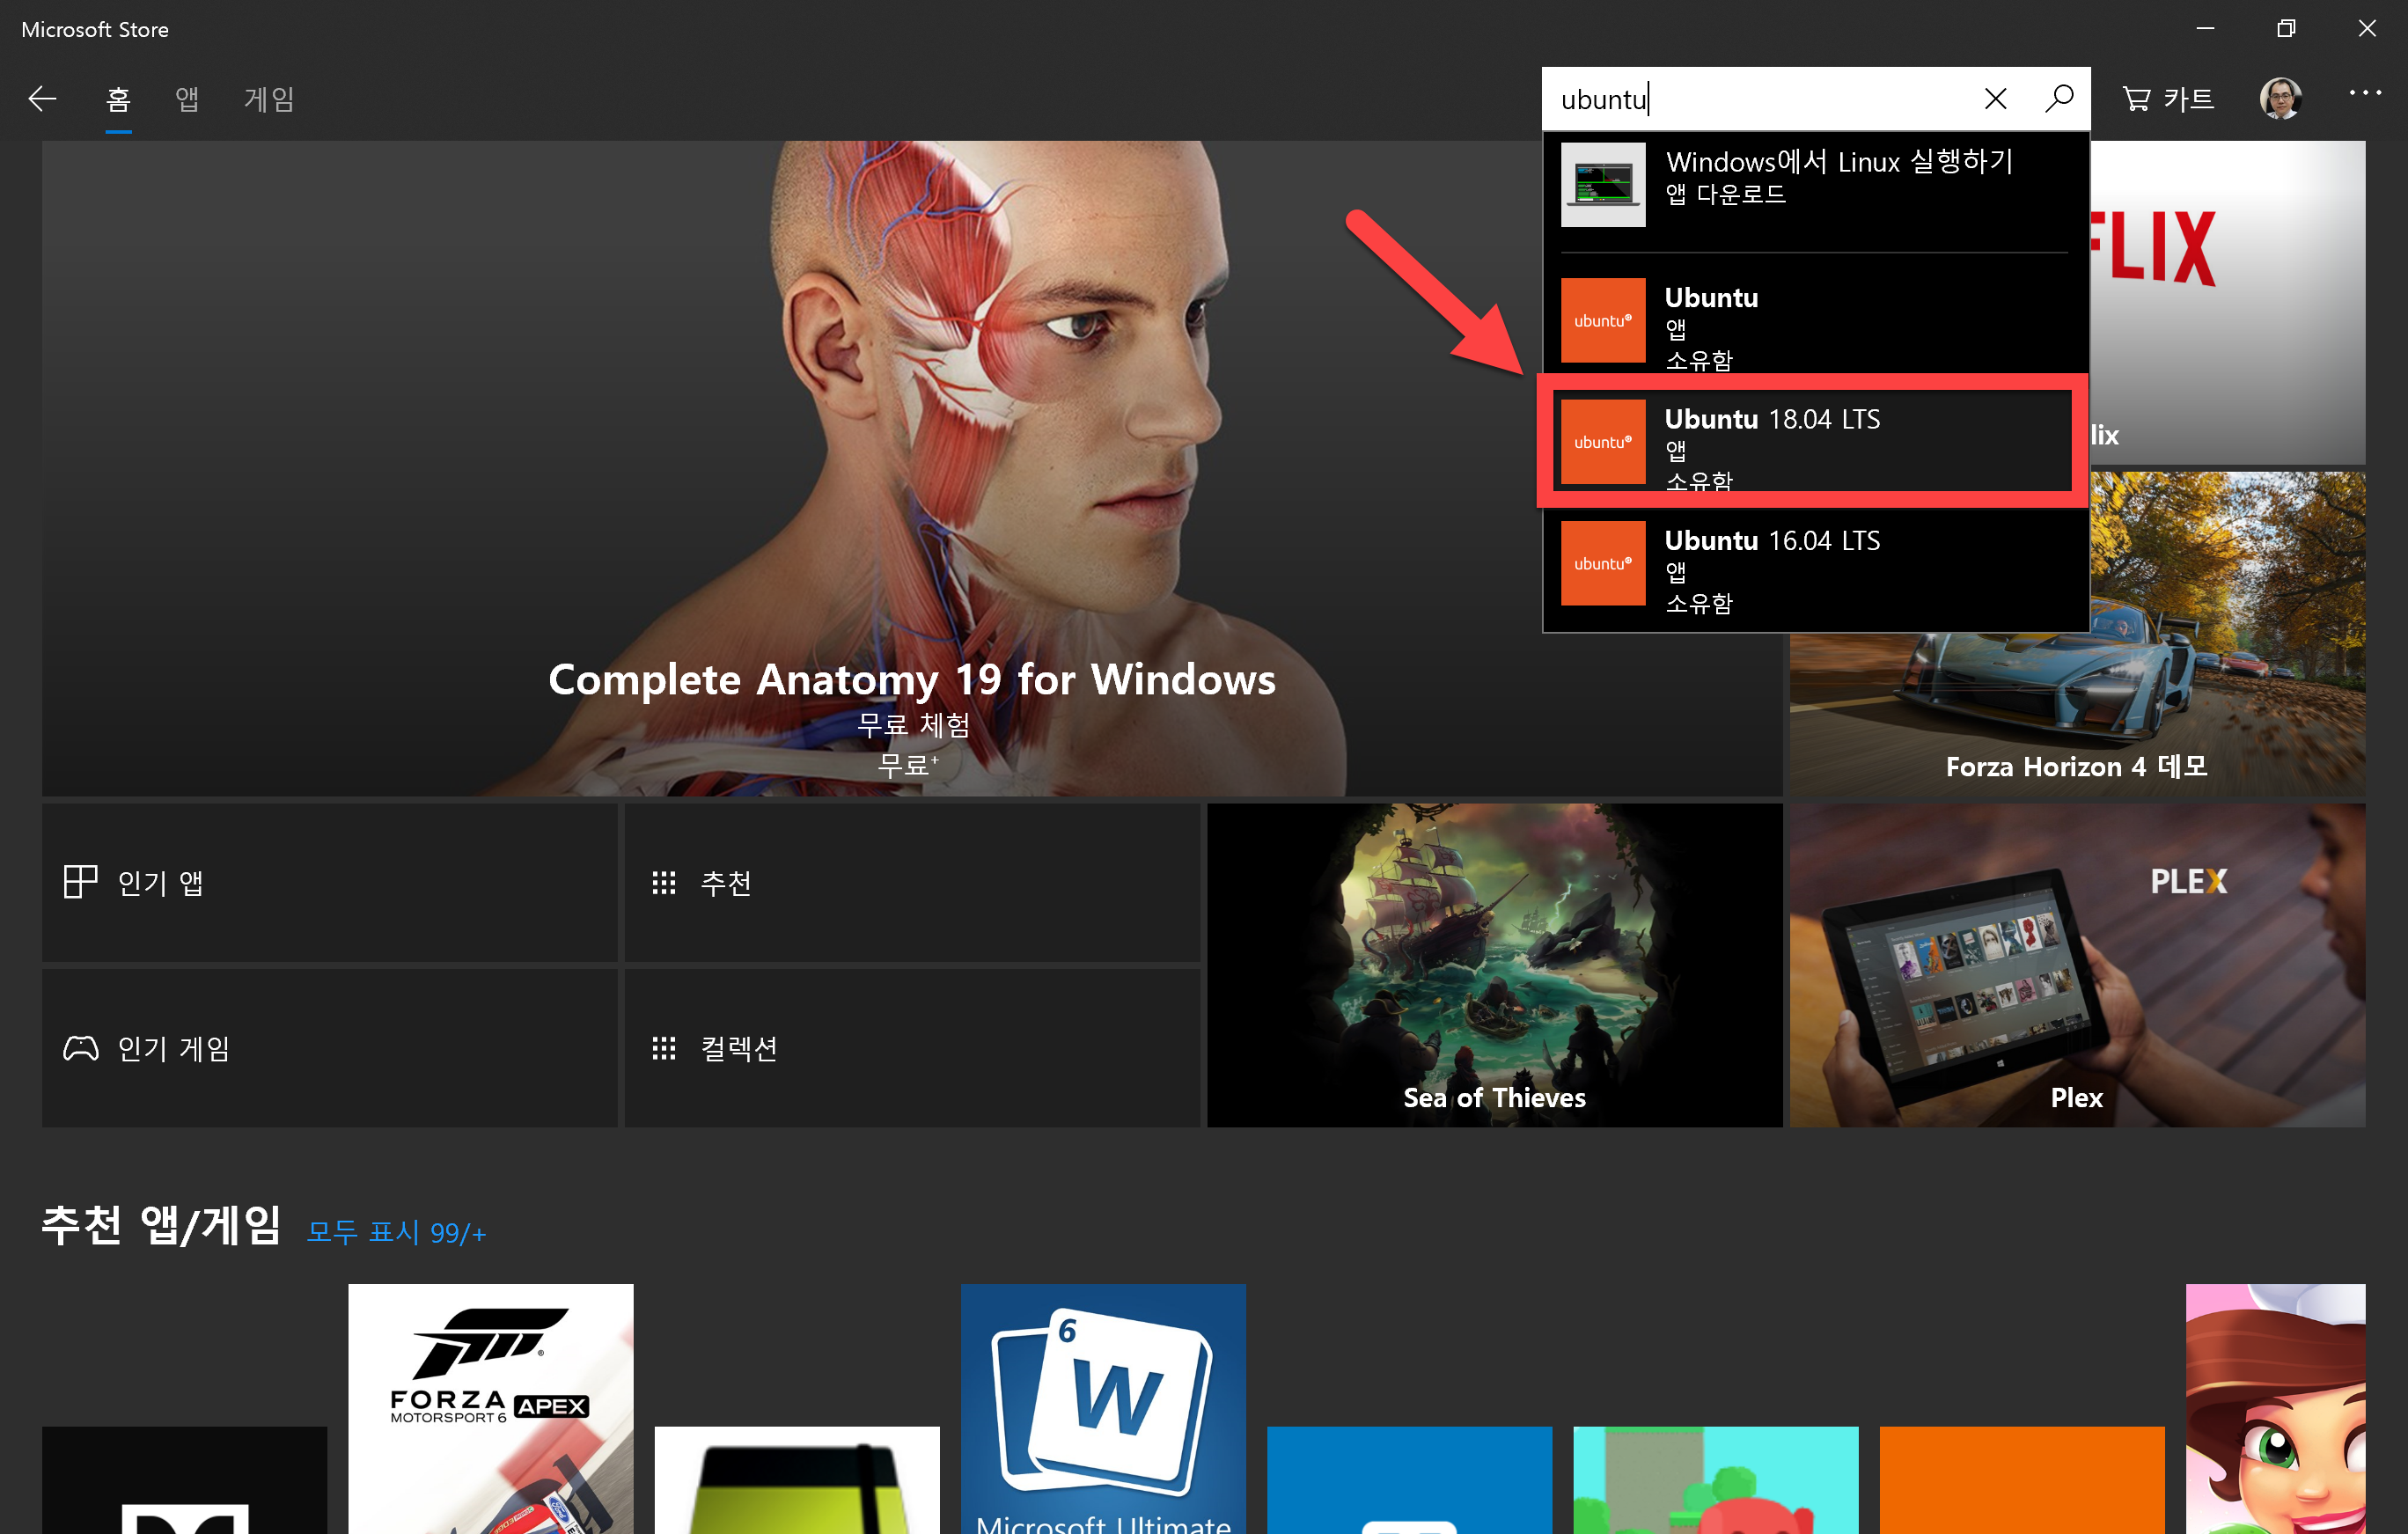 Microsoft Store
홈 앱 게임
ubuntu
카트
Windows에서 Linux 실행하기
앱 다운로드
ubuntu®
Ubuntu
앱
소유함
ubuntu®
Ubuntu 18.04 LTS
앱
소유함
ubuntu®
Ubuntu 16.04 LTS
앱
소유함
FLIX
lix
Complete Anatomy 19 for Windows
무료 체험
무료+
Forza Horizon 4 데모
인기 앱
추천
인기 게임
컬렉션
Sea of Thieves
PLEX
Plex
추천 앱/게임 모두 표시 99/+
FORZA
MOTORSPORT 6 APEX
6
W
Microsoft Ultimate